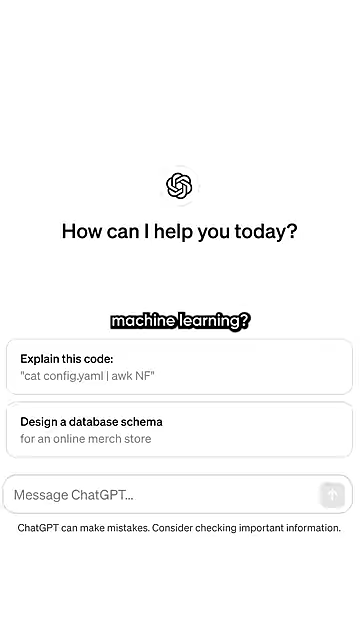 How can I help you today?
machine learning?
Explain this code:
"cat config.yaml | awk NF"
Design a database schema
for an online merch store
Message ChatGPT...
ChatGPT can make mistakes. Consider checking important information.